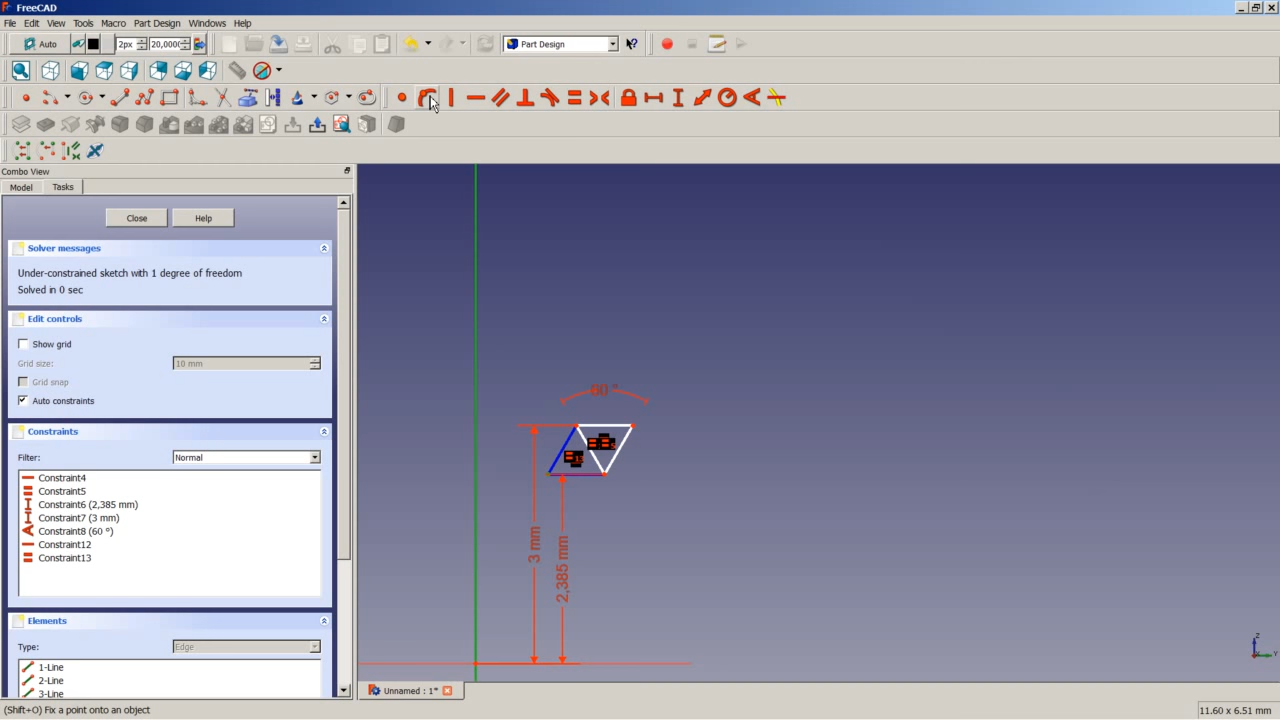 FreeCAD
File Edit View Tools Macro Part Design Windows Help
Auto 2px 20,000 Part Design
Combo View
Model Tasks
Close Help
Solver messages
Under-constrained sketch with 1 degree of freedom
Solved in 0 sec
Edit controls
Show grid
Grid size: 10 mm
Grid snap
Auto constraints
Constraints
Filter: Normal
Constraint4
Constraint5
Constraint6 (2,385 mm)
Constraint7 (3 mm)
Constraint8 (60 °)
Constraint12
Constraint13
Elements
Type: Edge
1-Line
2-Line
3-Line
60 °
3 mm
2,385 mm
Z
Y
Unnamed : 1*
(Shift+O) Fix a point onto an object
11.60 x 6.51 mm